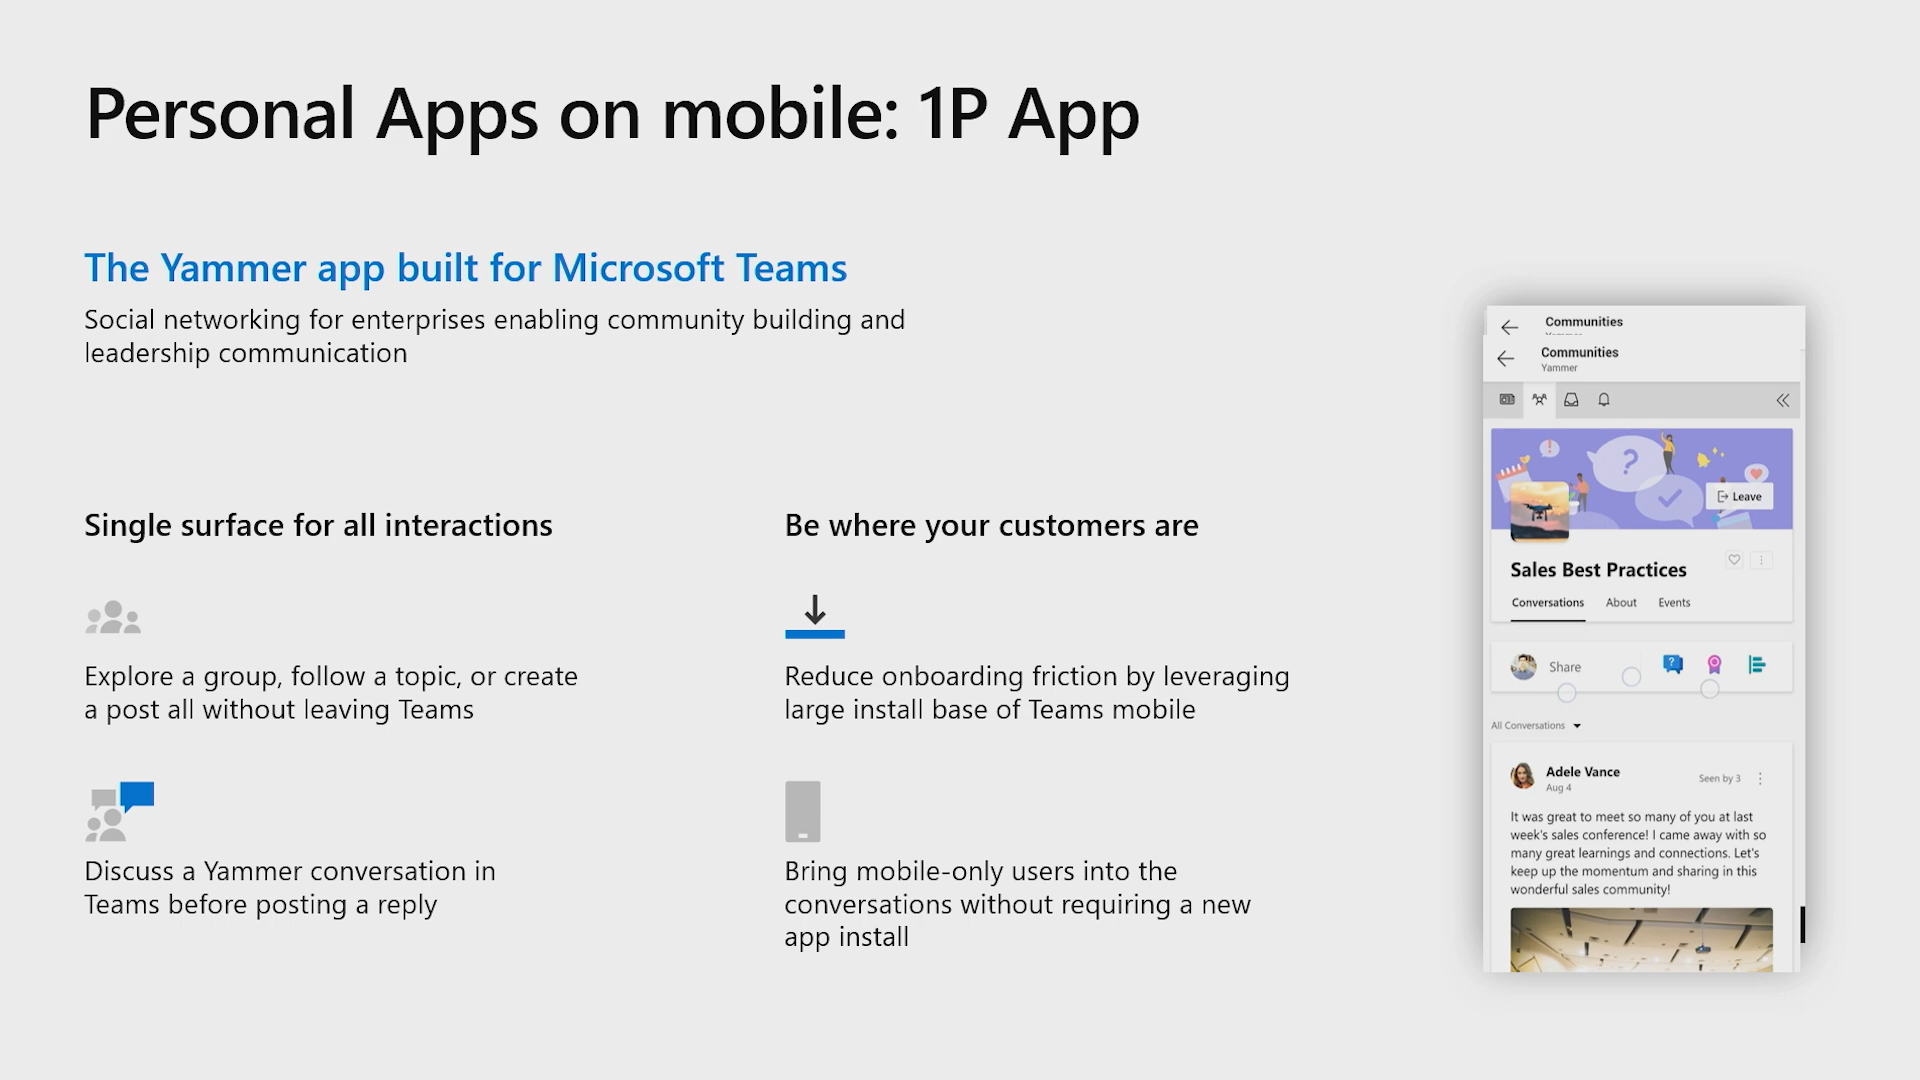 Personal Apps on mobile: 1P App
The Yammer app built for Microsoft Teams
Social networking for enterprises enabling community building and
leadership communication
Single surface for all interactions
Explore a group, follow a topic, or create
a post all without leaving Teams
Discuss a Yammer conversation in
Teams before posting a reply
Be where your customers are
Reduce onboarding friction by leveraging
large install base of Teams mobile
Bring mobile-only users into the
conversations without requiring a new
app install
Communities
Communities
Yammer
Leave
Sales Best Practices
Conversations About Events
Share
All Conversations
Adele Vance
Seen by 3
Aug 4
It was great to meet so many of you at last
week's sales conference! I came away with so
many great learnings and connections. Let's
keep up the momentum and sharing in this
wonderful sales community!